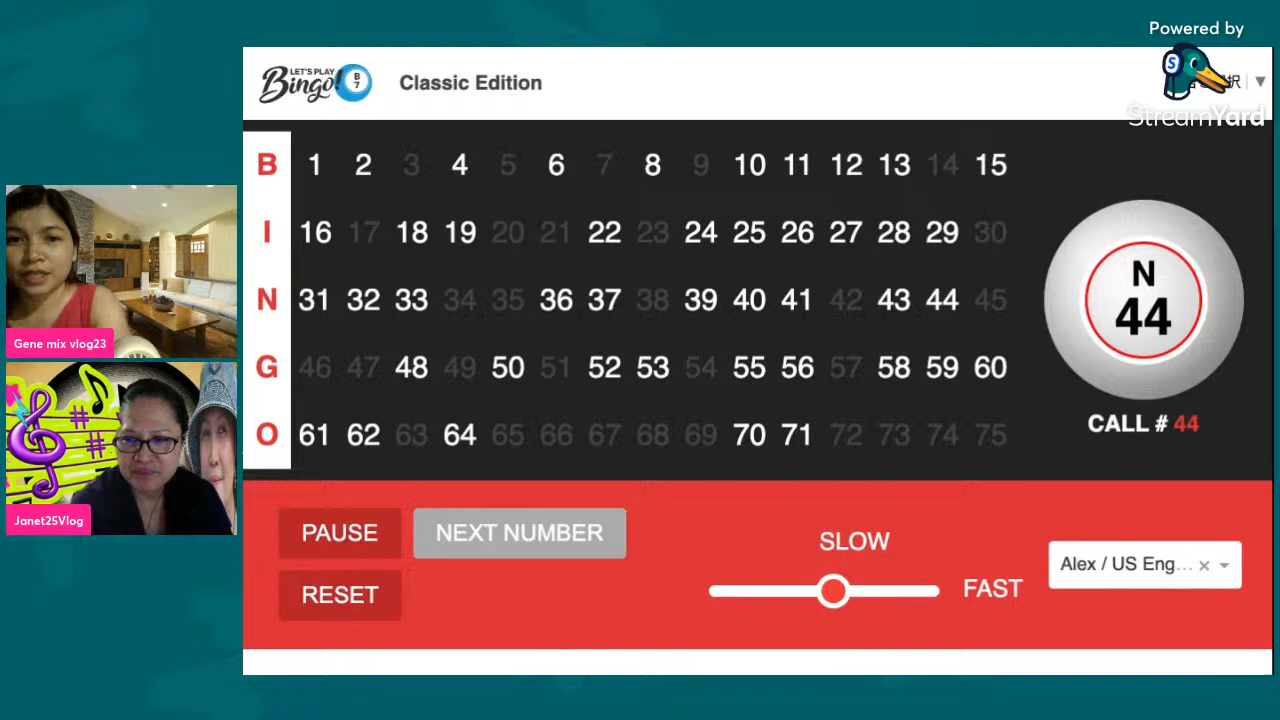 Powered by
StreamYard
LET'S PLAY
Bingo!
B
7
Classic Edition
択
B 1 2 3 4 5 6 7 8 9 10 11 12 13 14 15
I 16 17 18 19 20 21 22 23 24 25 26 27 28 29 30
N 31 32 33 34 35 36 37 38 39 40 41 42 43 44 45
G 46 47 48 49 50 51 52 53 54 55 56 57 58 59 60
O 61 62 63 64 65 66 67 68 69 70 71 72 73 74 75
N
44
CALL # 44
Gene mix vlog23
Janet25Vlog
PAUSE
NEXT NUMBER
RESET
SLOW
FAST
Alex / US Eng...